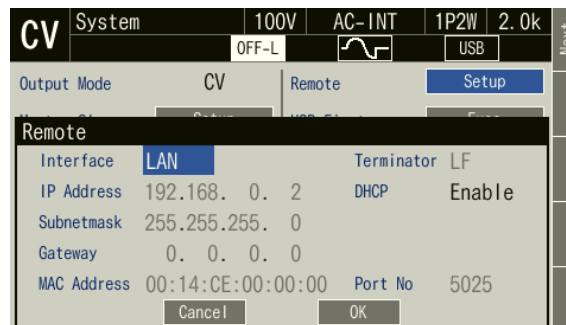 CV System 100V AC-INT 1P2W 2.0k
OFF-L USB
Output Mode CV Remote Setup
Remote
Interface LAN Terminator LF
IP Address 192.168. 0. 2 DHCP Enable
Subnetmask 255.255.255. 0
Gateway 0. 0. 0. 0
MAC Address 00:14:CE:00:00:00 Port No 5025
Cancel OK